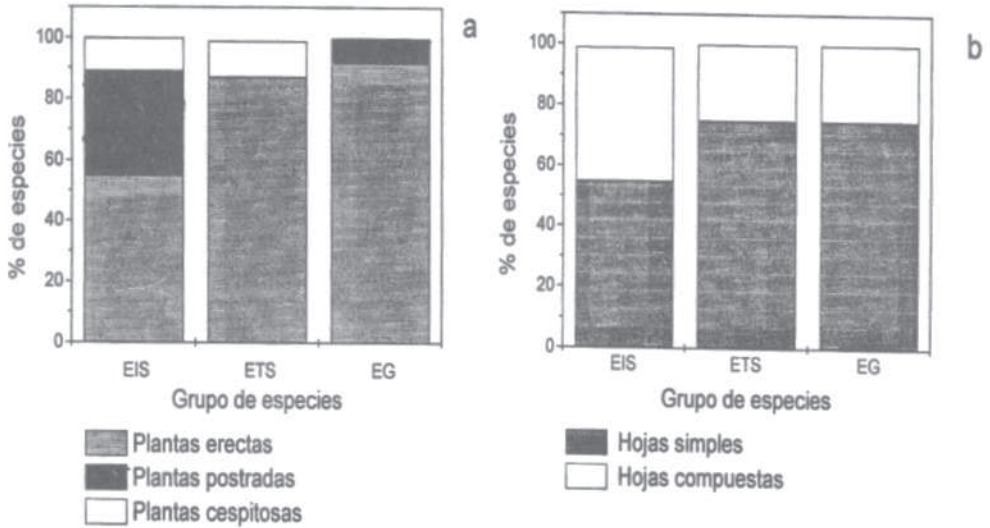 a
100
80
60
40
20
0
% de especies
EIS ETS EG
Grupo de especies
Plantas erectas
Plantas postradas
Plantas cespitosas
b
100
80
60
40
20
0
% de especies
EIS ETS EG
Grupo de especies
Hojas simples
Hojas compuestas